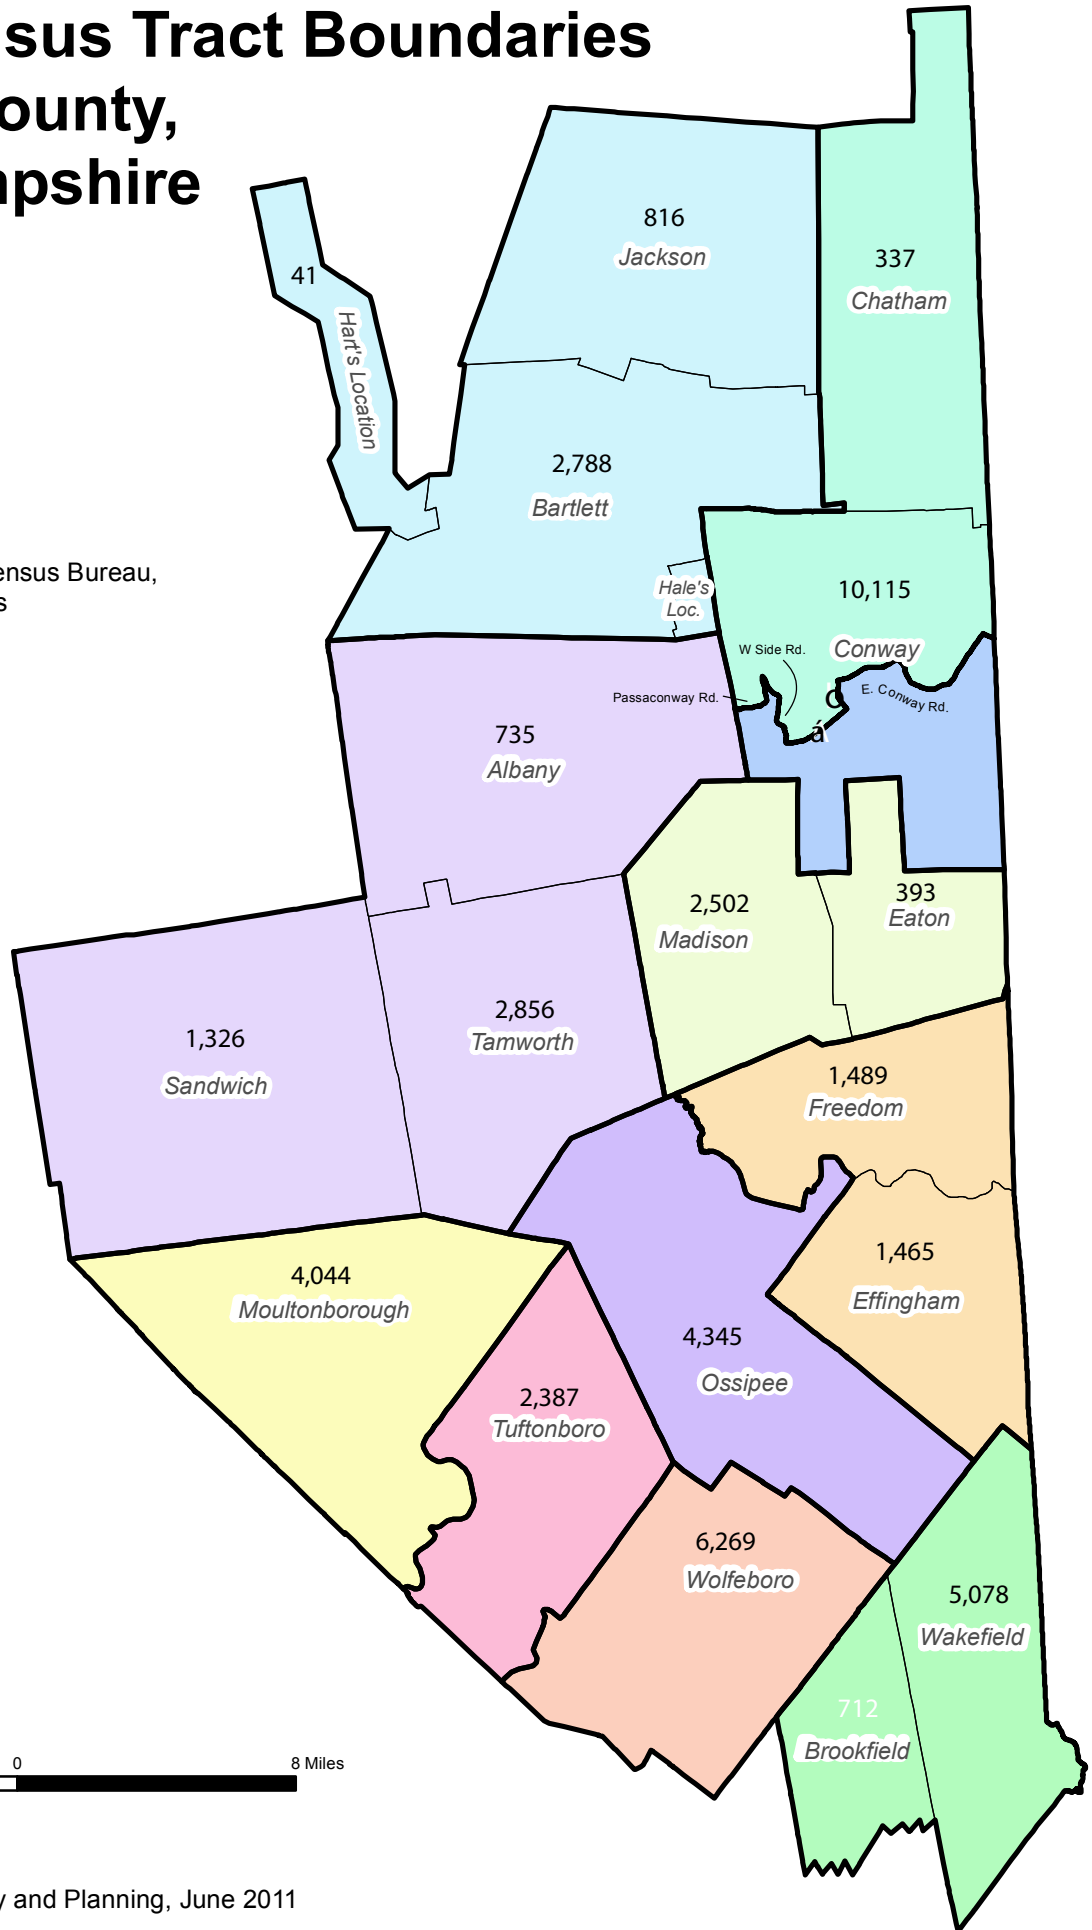 sus Tract Boundaries
ounty,
mpshire
816
Jackson
337
Chatham
41
Hart's Location
2,788
Bartlett
ensus Bureau,
s
Hale's
Loc.
10,115
Conway
W Side Rd.
Passaconway Rd.
E. Conway Rd.
735
Albany
2,502
Madison
393
Eaton
1,326
Sandwich
2,856
Tamworth
1,489
Freedom
1,465
Effingham
4,044
Moultonborough
4,345
Ossipee
2,387
Tuftonboro
6,269
Wolfeboro
5,078
Wakefield
712
Brookfield
0 8 Miles
y and Planning, June 2011